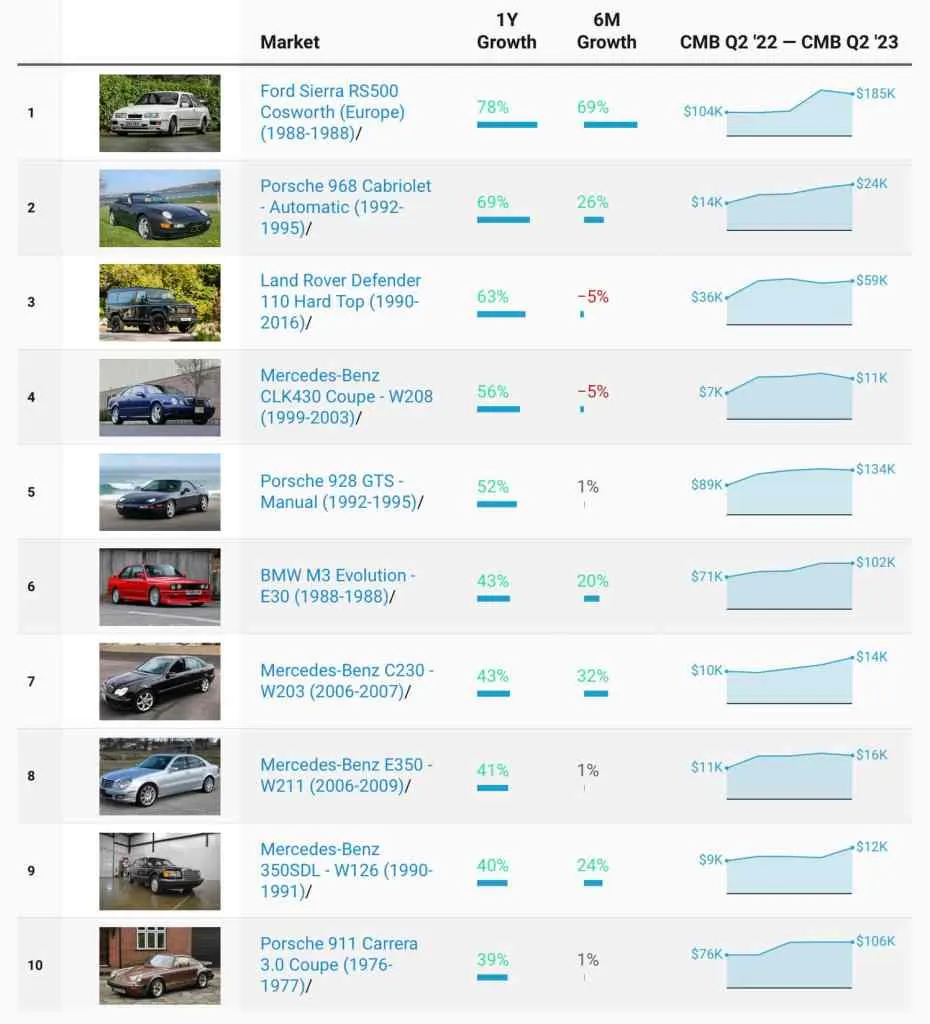 1Y 6M
Market Growth Growth CMB Q2 '22 — CMB Q2 '23
1
Ford Sierra RS500
Cosworth (Europe)
(1988-1988)/
78% 69% $104K $185K
2
Porsche 968 Cabriolet
- Automatic (1992-
1995)/
69% 26% $14K $24K
3
Land Rover Defender
110 Hard Top (1990-
2016)/
63% −5% $36K $59K
4
Mercedes-Benz
CLK430 Coupe - W208
(1999-2003)/
56% −5% $7K $11K
5
Porsche 928 GTS -
Manual (1992-1995)/
52% 1% $89K $134K
6
BMW M3 Evolution -
E30 (1988-1988)/
43% 20% $71K $102K
7
Mercedes-Benz C230 -
W203 (2006-2007)/
43% 32% $10K $14K
8
Mercedes-Benz E350 -
W211 (2006-2009)/
41% 1% $11K $16K
9
Mercedes-Benz
350SDL - W126 (1990-
1991)/
40% 24% $9K $12K
10
Porsche 911 Carrera
3.0 Coupe (1976-
1977)/
39% 1% $76K $106K